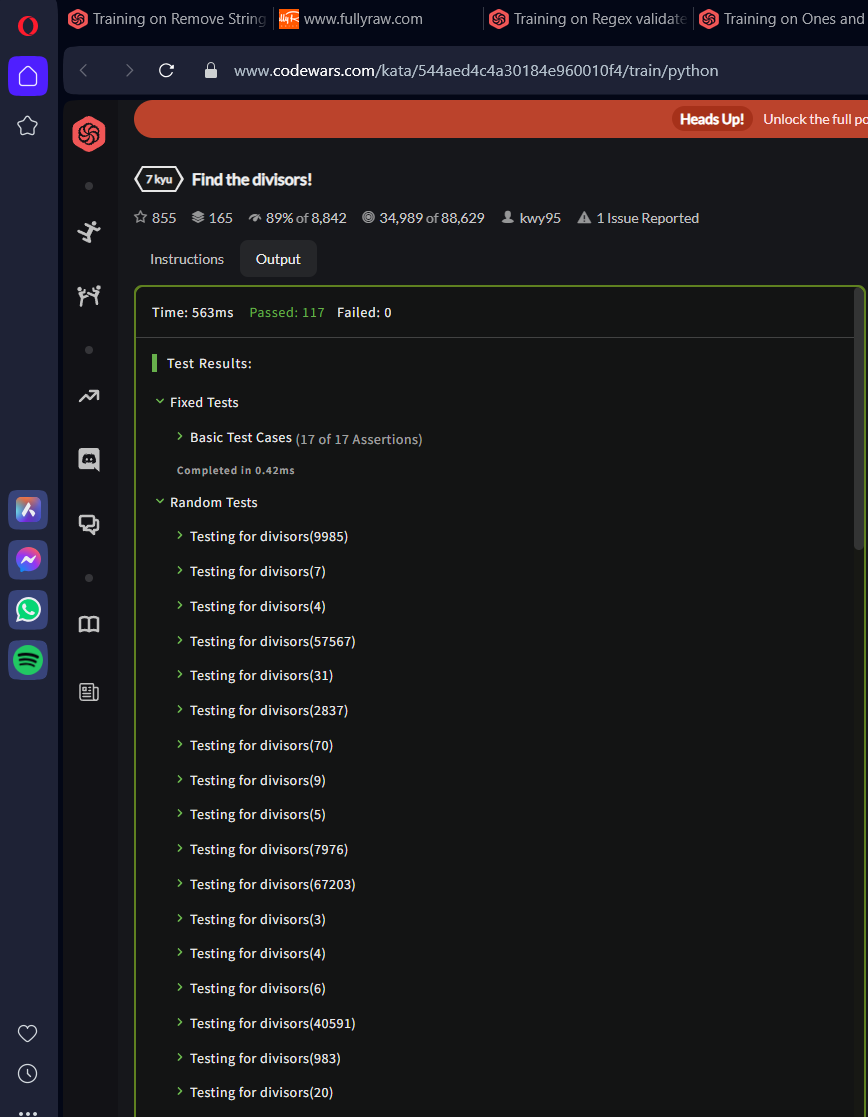 Training on Remove String
www.fullyraw.com
Training on Regex validate
Training on Ones and
www.codewars.com/kata/544aed4c4a30184e960010f4/train/python
Heads Up! Unlock the full po
7 kyu Find the divisors!
855 165 89% of 8,842 34,989 of 88,629 kwy95 1 Issue Reported
Instructions Output
Time: 563ms Passed: 117 Failed: 0
Test Results:
Fixed Tests
Basic Test Cases (17 of 17 Assertions)
Completed in 0.42ms
Random Tests
Testing for divisors(9985)
Testing for divisors(7)
Testing for divisors(4)
Testing for divisors(57567)
Testing for divisors(31)
Testing for divisors(2837)
Testing for divisors(70)
Testing for divisors(9)
Testing for divisors(5)
Testing for divisors(7976)
Testing for divisors(67203)
Testing for divisors(3)
Testing for divisors(4)
Testing for divisors(6)
Testing for divisors(40591)
Testing for divisors(983)
Testing for divisors(20)